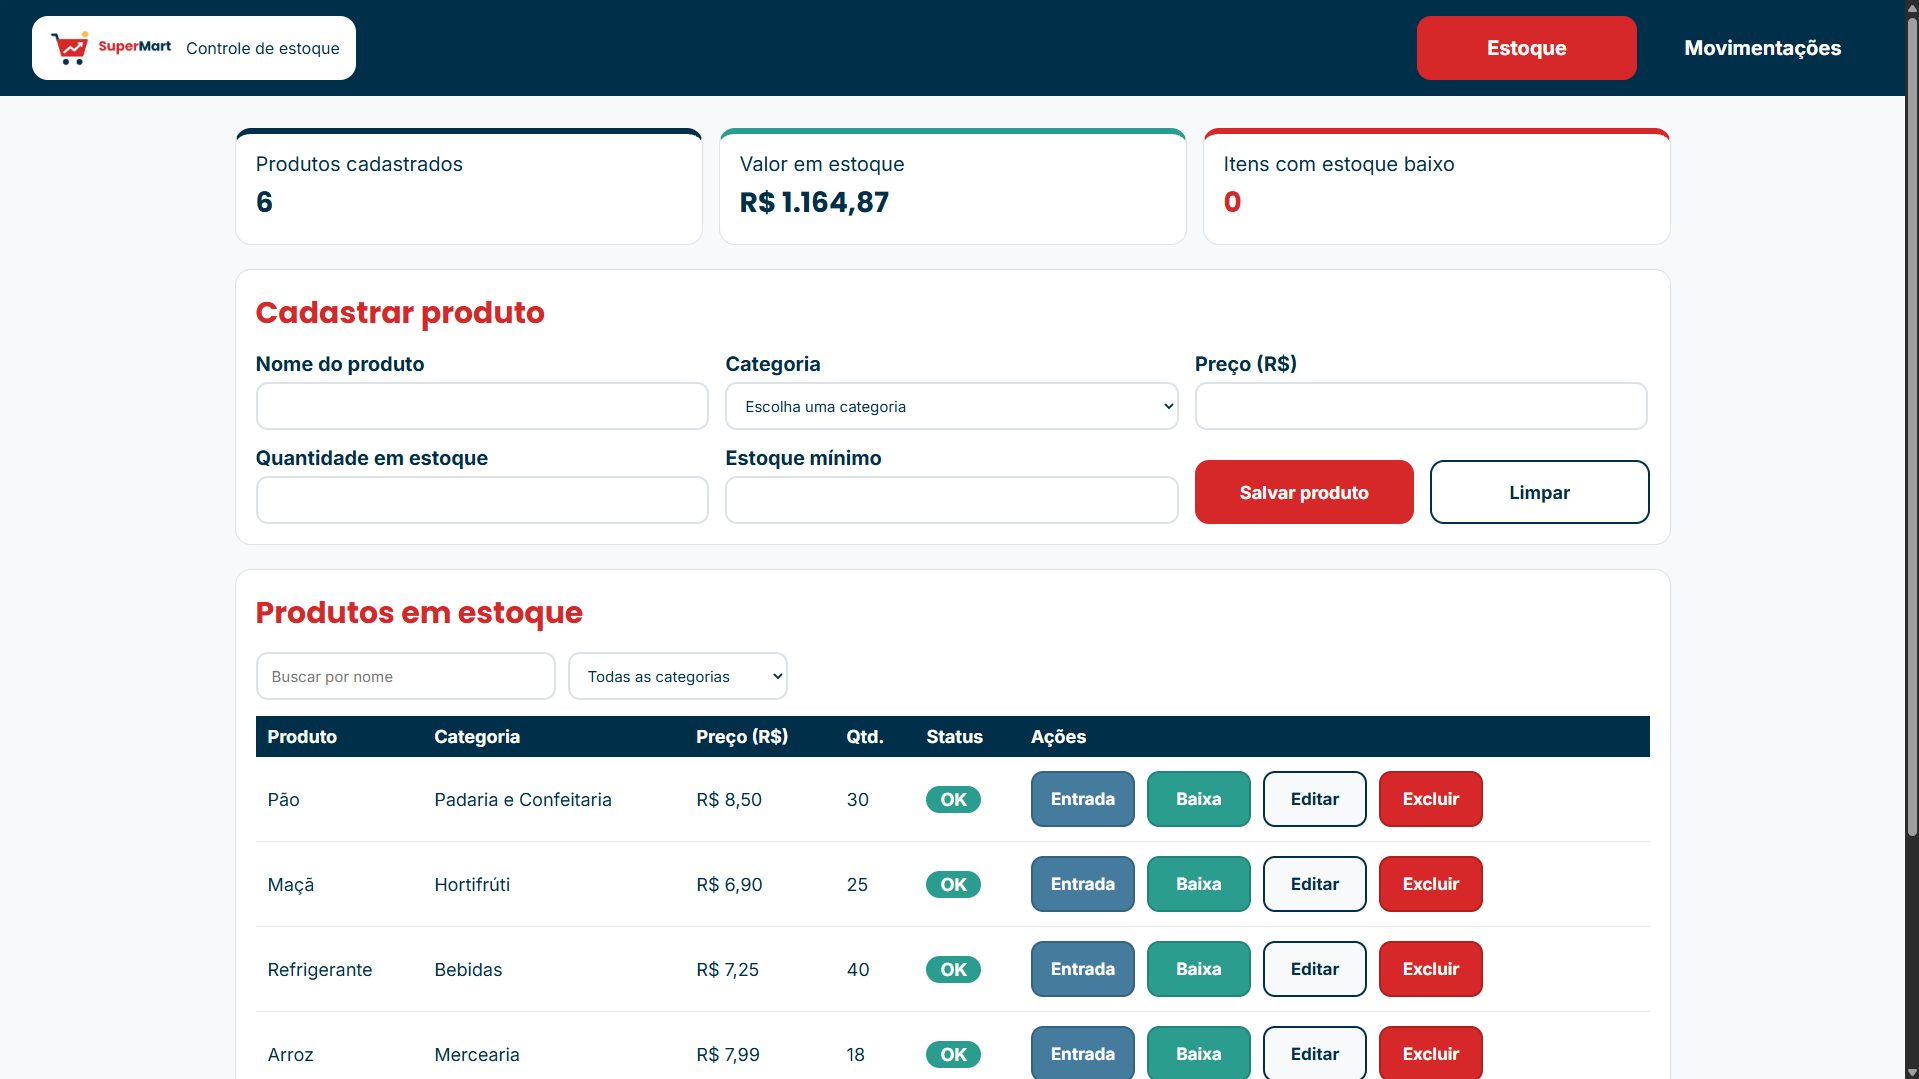 SuperMart Controle de estoque Estoque Movimentações
Produtos cadastrados Valor em estoque Itens com estoque baixo
6 R$ 1.164,87 0
Cadastrar produto
Nome do produto Categoria Preço (R$)
Escolha uma categoria
Quantidade em estoque Estoque mínimo
Salvar produto Limpar
Produtos em estoque
Buscar por nome Todas as categorias
Produto Categoria Preço (R$) Qtd. Status Ações
Pão Padaria e Confeitaria R$ 8,50 30 OK Entrada Baixa Editar Excluir
Maçã Hortifrúti R$ 6,90 25 OK Entrada Baixa Editar Excluir
Refrigerante Bebidas R$ 7,25 40 OK Entrada Baixa Editar Excluir
Arroz Mercearia R$ 7,99 18 OK Entrada Baixa Editar Excluir